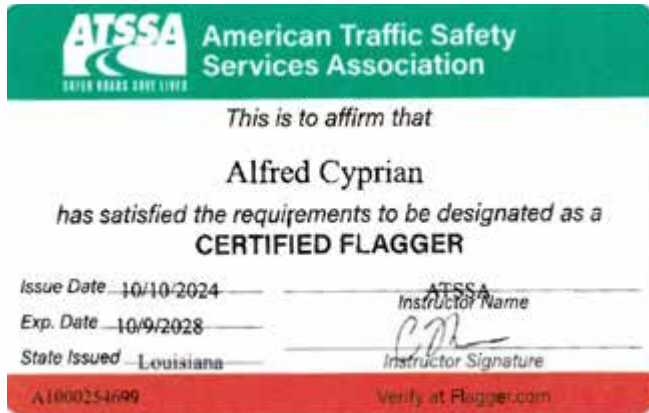 ATSSA
SAFER ROADS SAVE LIVES
American Traffic Safety
Services Association
This is to affirm that
Alfred Cyprian
has satisfied the requirements to be designated as a
CERTIFIED FLAGGER
Issue Date 10/10/2024
ATSSA
Instructor Name
Exp. Date 10/9/2028
State Issued Louisiana
Instructor Signature
A1000254699
Verify at Flagger.com